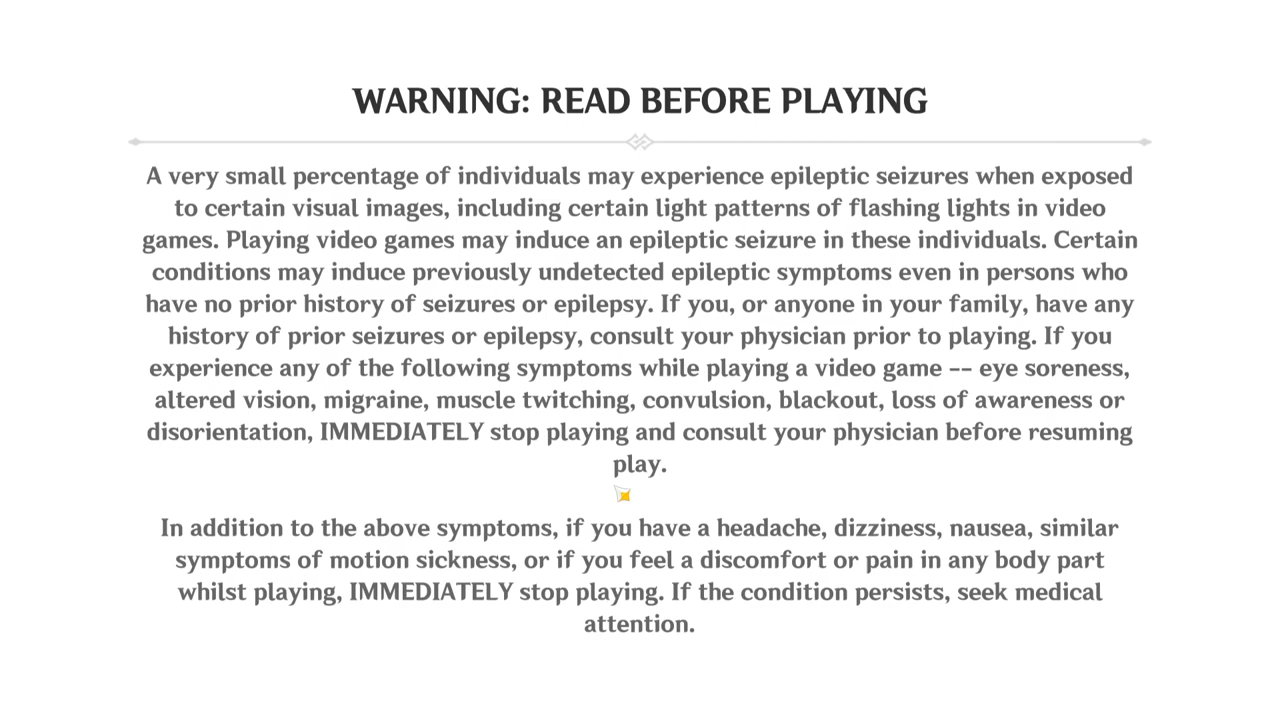 WARNING: READ BEFORE PLAYING
A very small percentage of individuals may experience epileptic seizures when exposed
to certain visual images, including certain light patterns of flashing lights in video
games. Playing video games may induce an epileptic seizure in these individuals. Certain
conditions may induce previously undetected epileptic symptoms even in persons who
have no prior history of seizures or epilepsy. If you, or anyone in your family, have any
history of prior seizures or epilepsy, consult your physician prior to playing. If you
experience any of the following symptoms while playing a video game -- eye soreness,
altered vision, migraine, muscle twitching, convulsion, blackout, loss of awareness or
disorientation, IMMEDIATELY stop playing and consult your physician before resuming
play.
In addition to the above symptoms, if you have a headache, dizziness, nausea, similar
symptoms of motion sickness, or if you feel a discomfort or pain in any body part
whilst playing, IMMEDIATELY stop playing. If the condition persists, seek medical
attention.